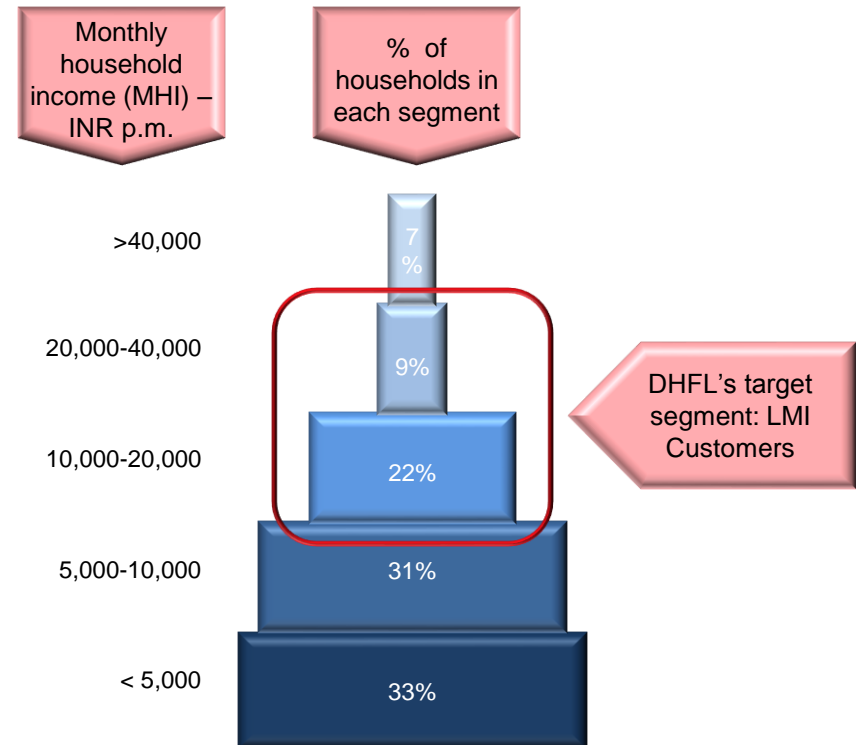 Monthly
household
income (MHI) –
INR p.m.
% of
households in
each segment
>40,000
7
%
20,000-40,000
9%
DHFL's target
segment: LMI
Customers
10,000-20,000
22%
5,000-10,000
31%
< 5,000
33%